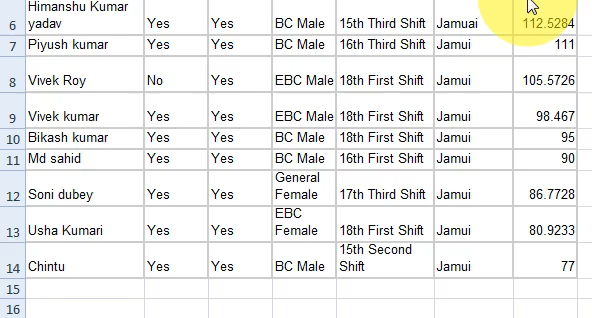 Himanshu Kumar
6 yadav Yes Yes BC Male 15th Third Shift Jamuai 112.5284
7 Piyush kumar Yes Yes BC Male 16th Third Shift Jamui 111
8 Vivek Roy No Yes EBC Male 18th First Shift Jamui 105.5726
9 Vivek kumar Yes Yes EBC Male 18th First Shift Jamui 98.467
10 Bikash kumar Yes Yes BC Male 18th First Shift Jamui 95
11 Md sahid Yes Yes BC Male 16th First Shift Jamui 90
General
12 Soni dubey Yes Yes Female 17th Third Shift Jamui 86.7728
EBC
13 Usha Kumari Yes Yes Female 18th First Shift Jamui 80.9233
15th Second
14 Chintu Yes Yes BC Male Shift Jamui 77
15
16